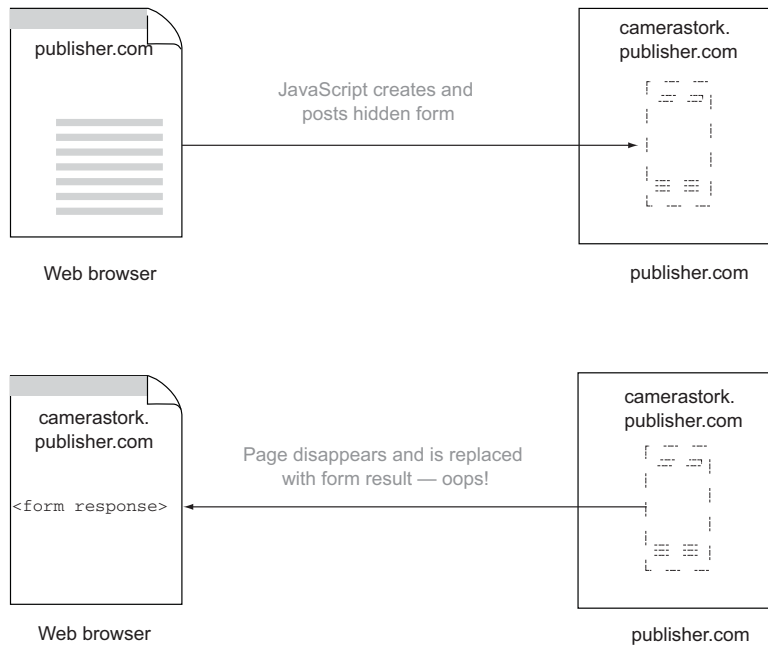 publisher.com
JavaScript creates and
posts hidden form
camerastork.
publisher.com
Web browser
publisher.com
camerastork.
publisher.com
<form response>
Page disappears and is replaced
with form result — oops!
camerastork.
publisher.com
Web browser
publisher.com